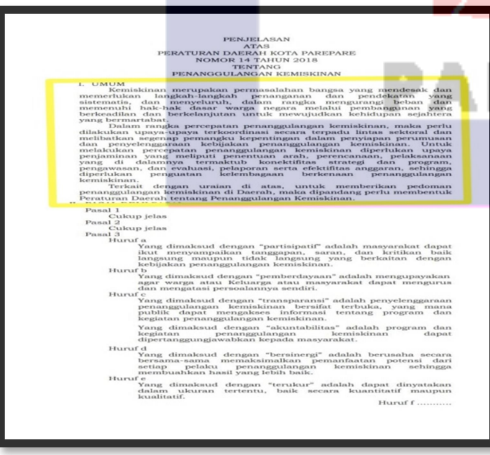 PENJELASAN
ATAS
PERATURAN DAERAH KOTA PAREPARE
NOMOR 14 TAHUN 2018
TENTANG
PENANGGULANGAN KEMISKINAN
I. UMUM
Kemiskinan merupakan permasalahan bangsa yang mendesak dan
memerlukan langkah-langkah penanganan dan pendekatan yang
sistematis, dan menyeluruh, dalam rangka mengurangi beban dan
memenuhi hak-hak dasar warga negara melalui pembangunan yang
berkeadilan dan berkelanjutan untuk mewujudkan kehidupan sejahtera
yang bermartabat.
Dalam rangka percepatan penanggulangan kemiskinan, maka perlu
dilakukan upaya-upaya terkoordinasi secara terpadu lintas sektoral dan
melibatkan segenap pemangku kepentingan dalam penyiapan perumusan
dan penyelenggaraan kebijakan penanggulangan kemiskinan. Untuk
melakukan percepatan penanggulangan kemiskinan diperlukan upaya
penjaminan yang meliputi penentuan arah, perencanaan, pelaksanaan
yang di dalamnya termaktub konektifitas strategi dan program,
pengawasan, dan evaluasi, pelaporan serta efektifitas anggaran, sehingga
diperlukan penguatan kelembagaan berkenaan penanggulangan
kemiskinan.
Terkait dengan uraian di atas, untuk memberikan pedoman
penanggulangan kemiskinan di Daerah, maka dipandang perlu membentuk
Peraturan Daerah tentang Penanggulangan Kemiskinan.
Pasal 1
Cukup jelas
Pasal 2
Cukup jelas
Pasal 3
Huruf a
Yang dimaksud dengan "partisipatif" adalah masyarakat dapat
ikut menyampaikan tanggapan, saran, dan kritikan baik
langsung maupun tidak langsung yang berkaitan dengan
kebijakan penanggulangan kemiskinan.
Huruf b
Yang dimaksud dengan "pemberdayaan" adalah mengupayakan
agar warga atau Keluarga atau masyarakat dapat mengurus
dan mengatasi persoalannya sendiri.
Huruf c
Yang dimaksud dengan "transparansi" adalah penyelenggaraan
penanggulangan kemiskinan bersifat terbuka, yang mana
publik dapat mengakses informasi tentang program dan
kegiatan penanggulangan kemiskinan.
Yang dimaksud dengan "akuntabilitas" adalah program dan
kegiatan penanggulangan kemiskinan dapat
dipertanggungjawabkan kepada masyarakat.
Huruf d
Yang dimaksud dengan "bersinergi" adalah berusaha secara
bersama-sama memaksimalkan pemanfaatan potensi dari
setiap pelaku penanggulangan kemiskinan sehingga
membuahkan hasil yang lebih baik.
Huruf e
Yang dimaksud dengan "terukur" adalah dapat dinyatakan
dalam ukuran tertentu, baik secara kuantitatif maupun
kualitatif.
Huruf f ...........